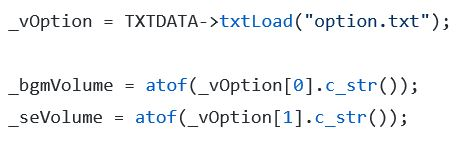 _vOption = TXTDATA->txtLoad("option.txt");
_bgmVolume = atof(_vOption[0].c_str());
_seVolume = atof(_vOption[1].c_str());